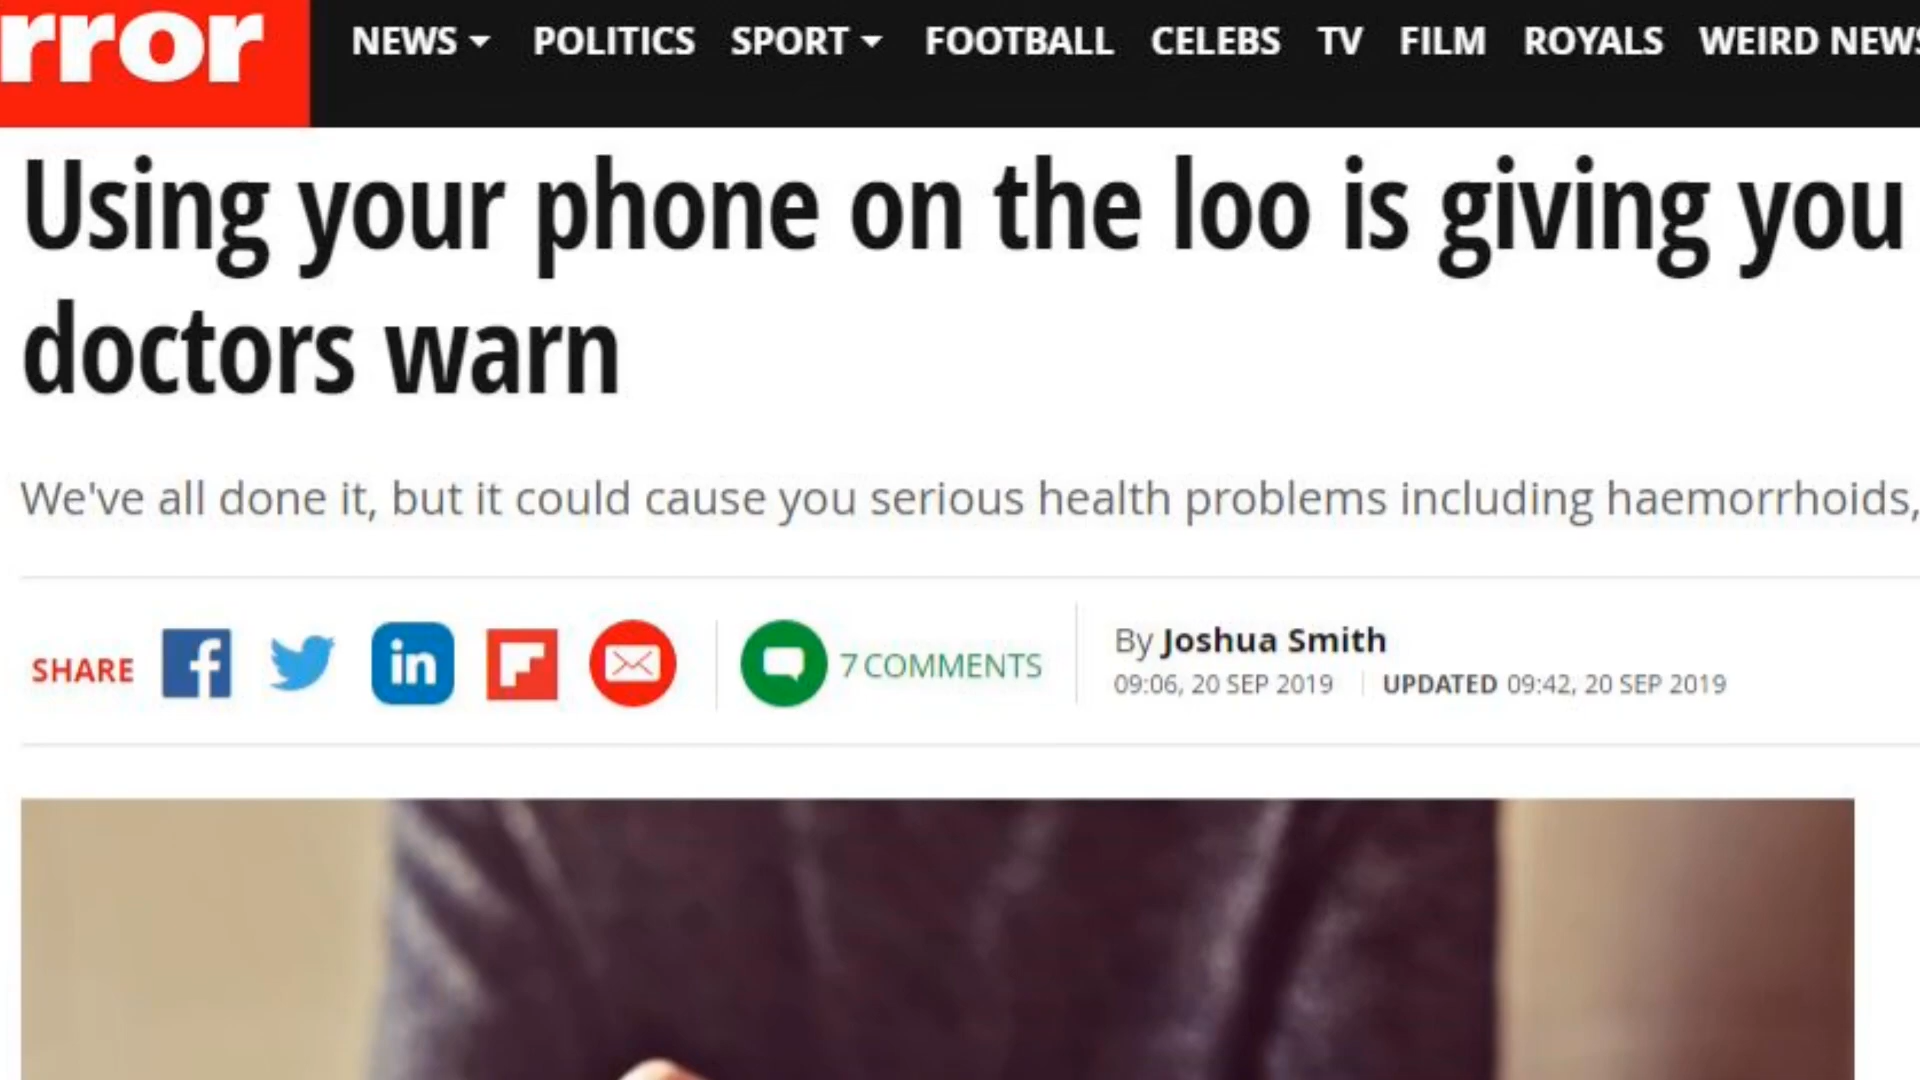 rror
NEWS POLITICS SPORT FOOTBALL CELEBS TV FILM ROYALS WEIRD NEWS
Using your phone on the loo is giving you
doctors warn
We've all done it, but it could cause you serious health problems including haemorrhoids,
SHARE
7 COMMENTS
By Joshua Smith
09:06, 20 SEP 2019 UPDATED 09:42, 20 SEP 2019